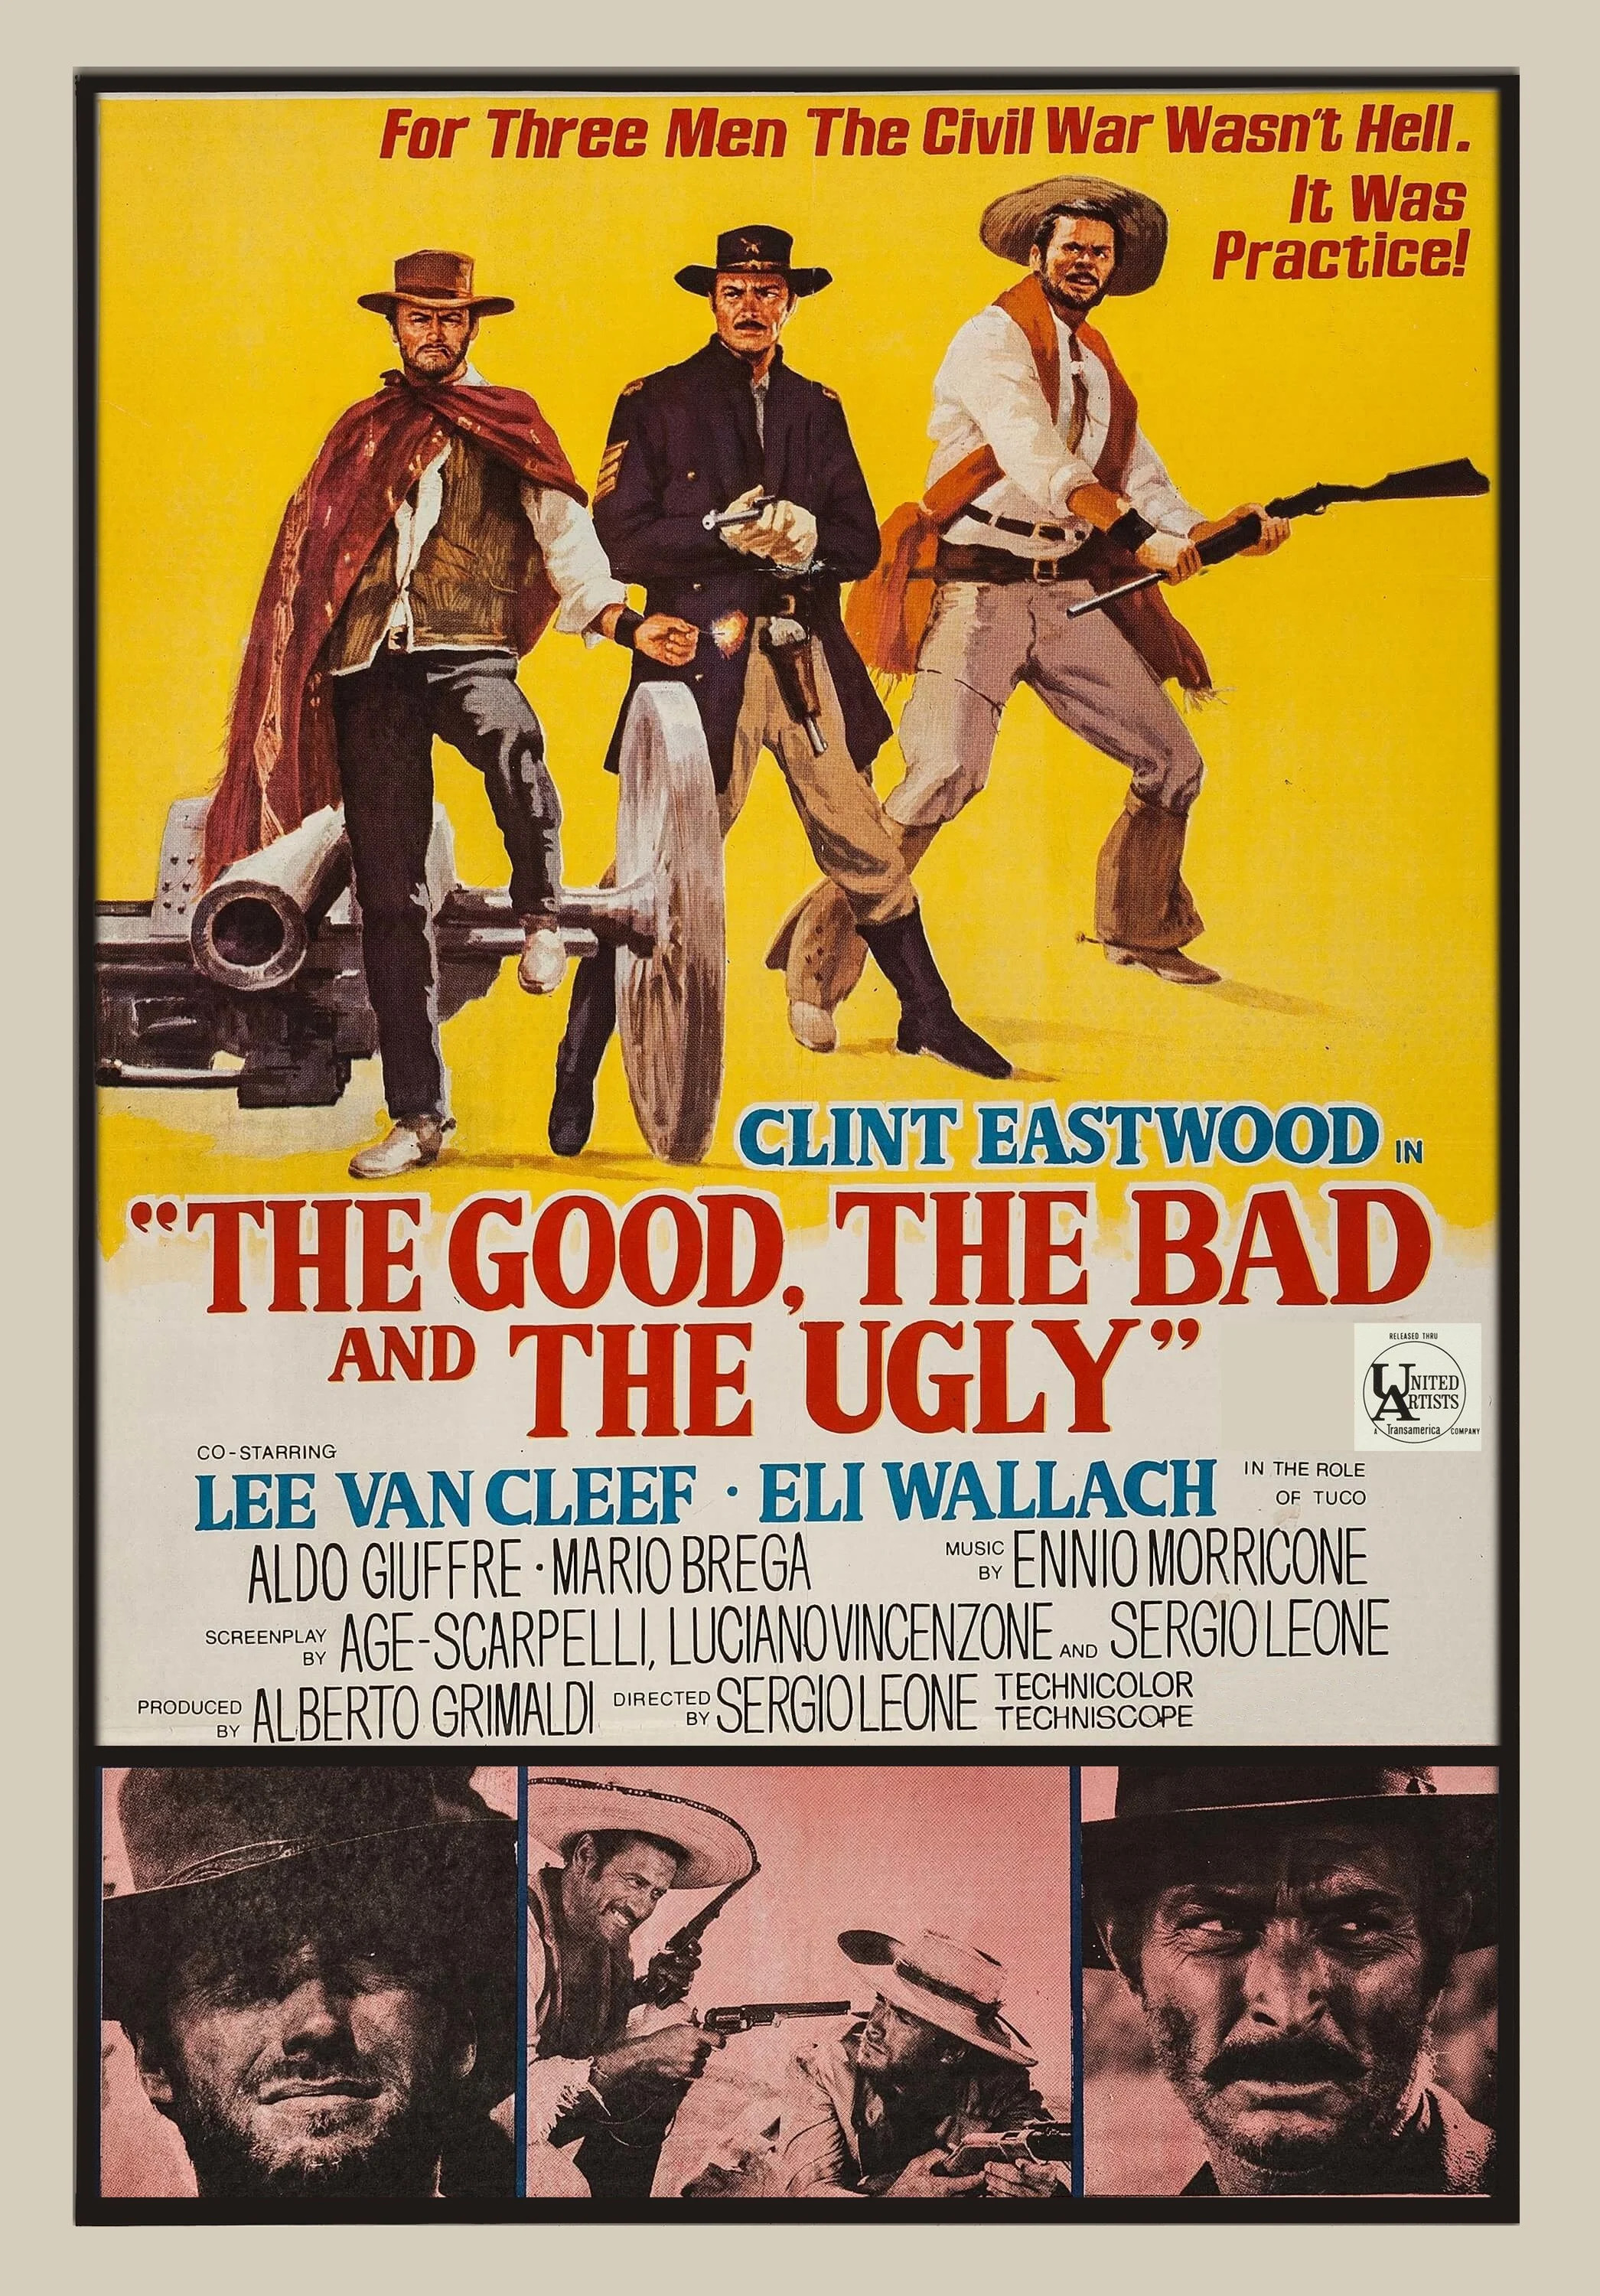 For Three Men The Civil War Wasn't Hell.
It Was
Practice!
CLINT EASTWOOD IN
“THE GOOD, THE BAD
AND THE UGLY”
RELEASED THRU
UNITED
ARTISTS
A Transamerica COMPANY
CO-STARRING
LEE VAN CLEEF · ELI WALLACH IN THE ROLE
OF TUCO
ALDO GIUFFRE · MARIO BREGA MUSIC BY ENNIO MORRICONE
SCREENPLAY BY AGE-SCARPELLI, LUCIANO VINCENZONE AND SERGIO LEONE
PRODUCED BY ALBERTO GRIMALDI DIRECTED BY SERGIO LEONE TECHNICOLOR
TECHNISCOPE